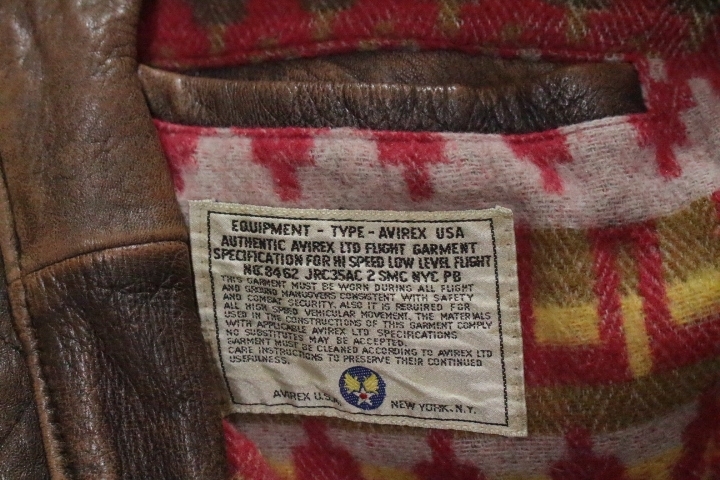 EQUIPMENT - TYPE - AVIREX USA
AUTHENTIC AVIREX LTD FLIGHT GARMENT
SPECIFICATION FOR HI SPEED LOW LEVEL FLIGHT
NO. 8462 JRC35AC 2 SMC NYC PB
THIS GARMENT MUST BE WORN DURING ALL FLIGHT
AND GROUND MANUOVERS CONSISTENT WITH SAFETY
AND COMBAT SECURITY. ALSO IT IS REQUIRED FOR
ALL HIGH SPEED VEHICULAR MOVEMENT, THE MATERIALS
USED IN THE CONSTRUCTIONS OF THIS GARMENT COMPLY
WITH APPLICABLE AVIREX LTD SPECIFICATIONS
NO SUBSTITUTES MAY BE ACCEPTED.
GARMENT MUST BE CLEANED ACCORDING TO AVIREX LTD
CARE INSTRUCTIONS TO PRESERVE THEIR CONTINUED
USEFULNESS.
AVIREX U.S.A. NEW YORK. N.Y.